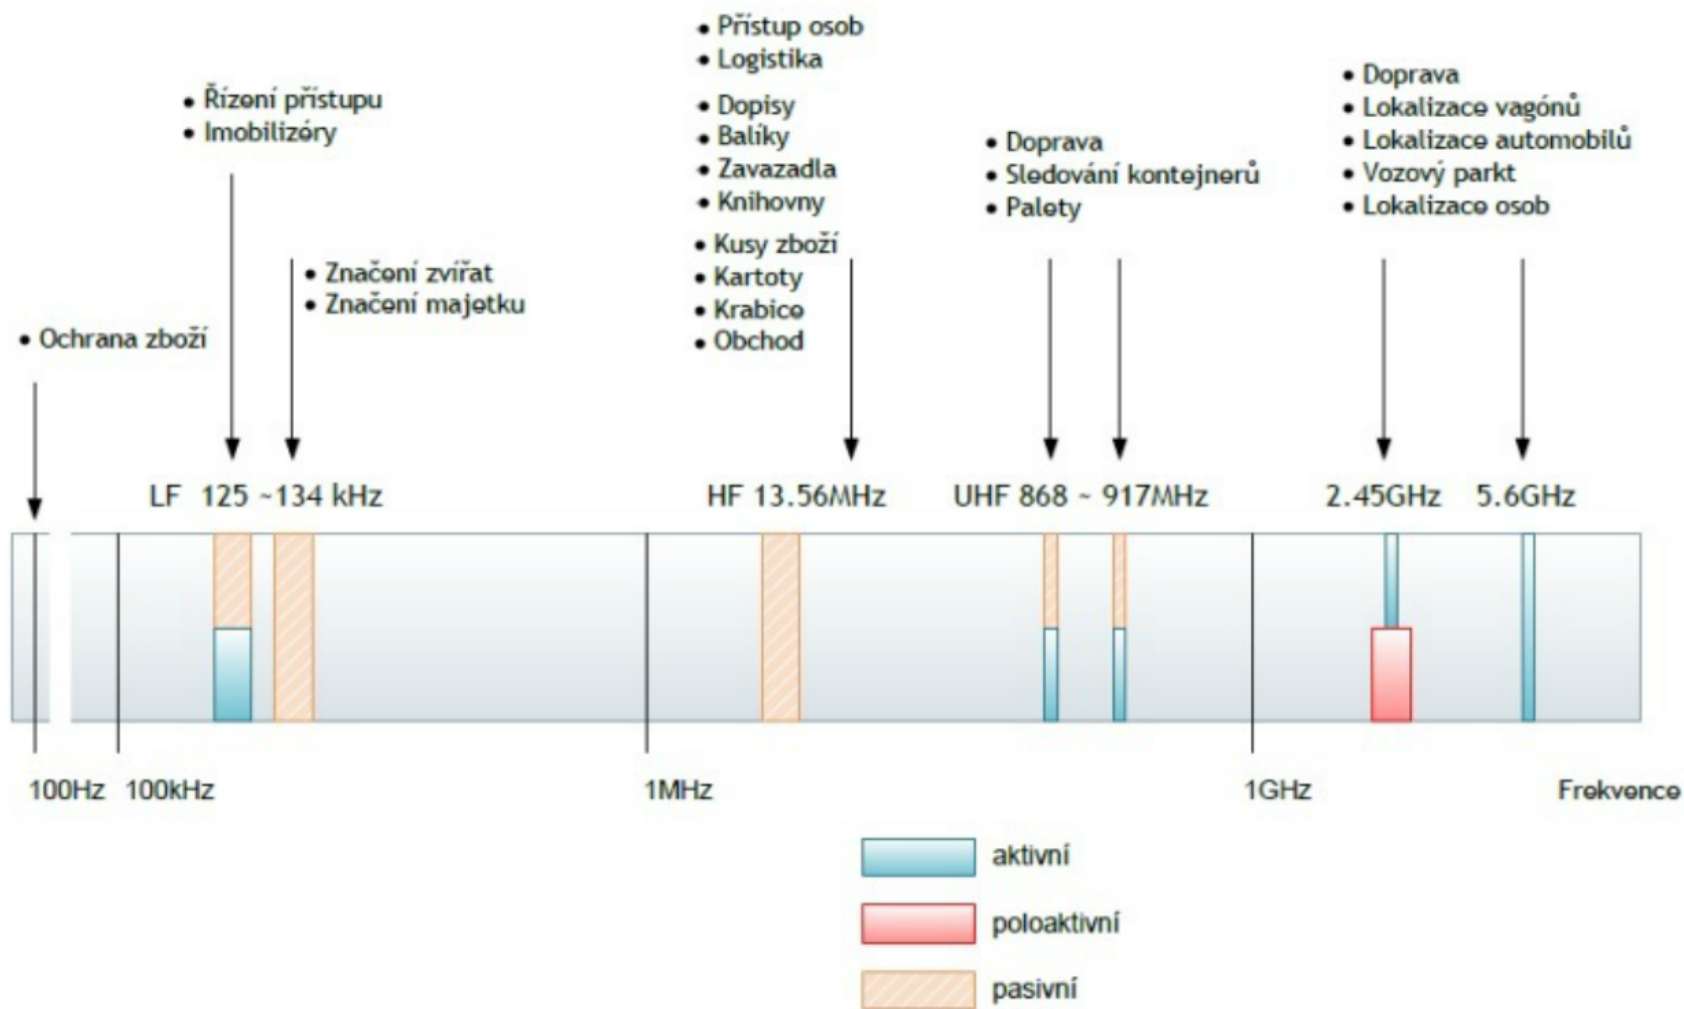 • Přístup osob
• Logistika
• Dopisy
• Balíky
• Zavazadla
• Knihovny
• Kusy zboží
• Kartoty
• Krabice
• Obchod
• Řízení přístupu
• Imobilizéry
• Značení zvířat
• Značení majetku
• Ochrana zboží
• Doprava
• Sledování kontejnerů
• Palety
• Doprava
• Lokalizace vagónů
• Lokalizace automobilů
• Vozový parkt
• Lokalizace osob
LF 125 ~134 kHz
HF 13.56MHz
UHF 868 ~ 917MHz
2.45GHz
5.6GHz
100Hz
100kHz
1MHz
1GHz
Frekvence
aktivní
poloaktivní
pasivní